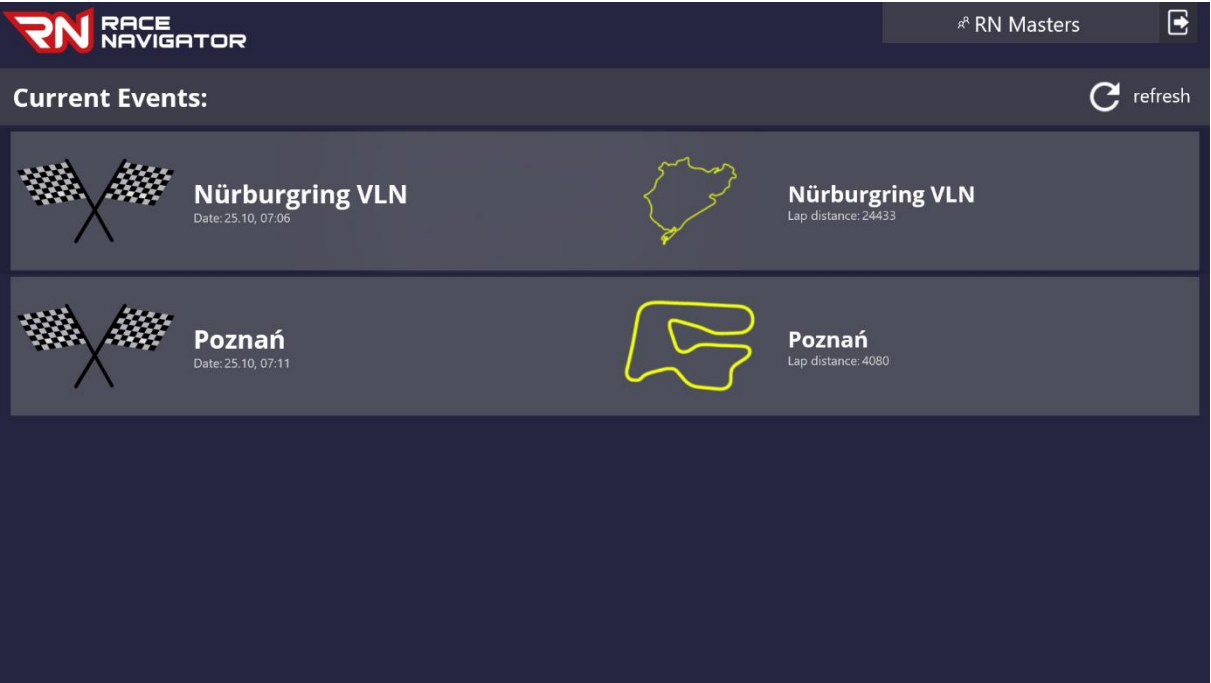 RN RACE
NAVIGATOR
RN Masters
Current Events:
refresh
Nürburgring VLN
Date: 25.10, 07:06
Nürburgring VLN
Lap distance: 24433
Poznań
Date: 25.10, 07:11
Poznań
Lap distance: 4080